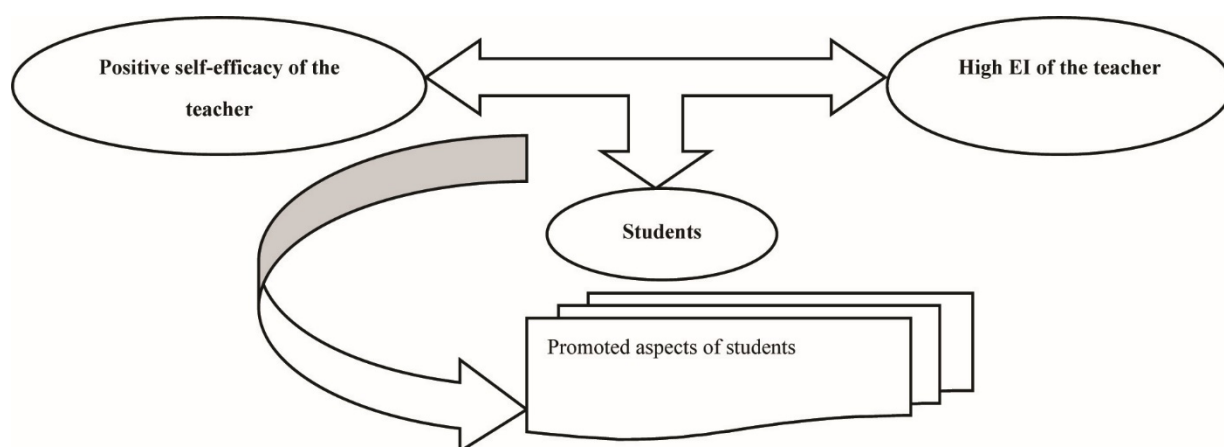 Positive self-efficacy of the
teacher
High EI of the teacher
Students
Promoted aspects of students